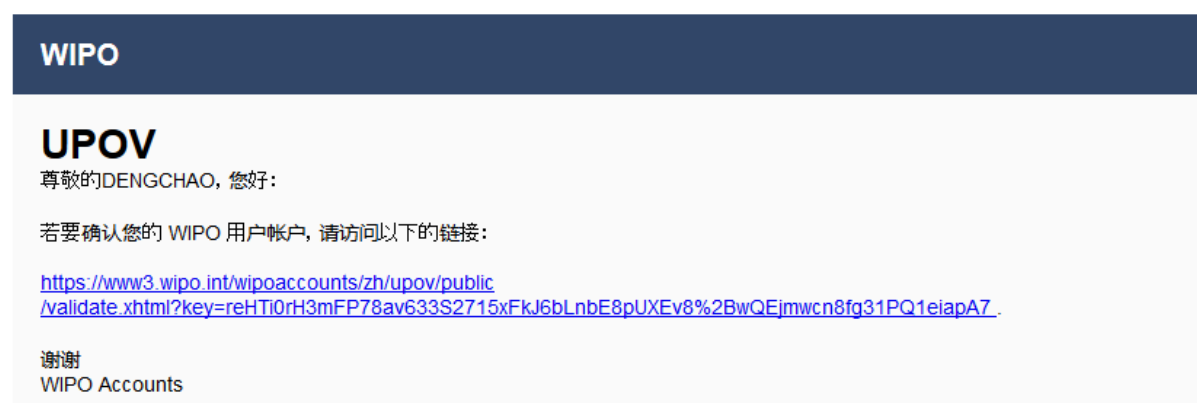 WIPO
UPOV
尊敬的DENGCHAO, 您好：
若要确认您的 WIPO 用户帐户, 请访问以下的链接：
https://www3.wipo.int/wipoaccounts/zh/upov/public
/validate.xhtml?key=reHTi0rH3mFP78av633S2715xFkJ6bLnbE8pUXEv8%2BwQEjmwcn8fg31PQ1eiapA7 .
谢谢
WIPO Accounts